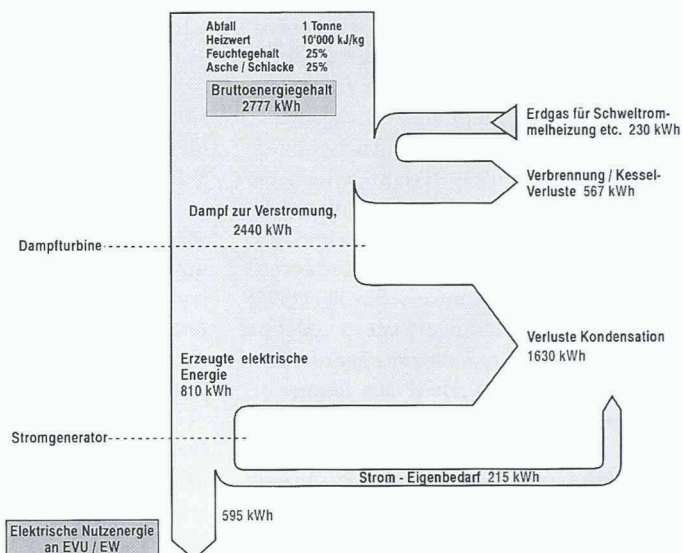 Abfall 1 Tonne
Heizwert 10'000 kJ/kg
Feuchtegehalt 25%
Asche / Schlacke 25%
Bruttoenergiegehalt
2777 kWh
Erdgas für Schweltrom-
melheizung etc. 230 kWh
Verbrennung / Kessel-
Verluste 567 kWh
Dampf zur Verstromung,
2440 kWh
Dampfturbine
Verluste Kondensation
1630 kWh
Erzeugte elektrische
Energie
810 kWh
Stromgenerator
Strom - Eigenbedarf 215 kWh
595 kWh
Elektrische Nutzenergie
an EVU / EW